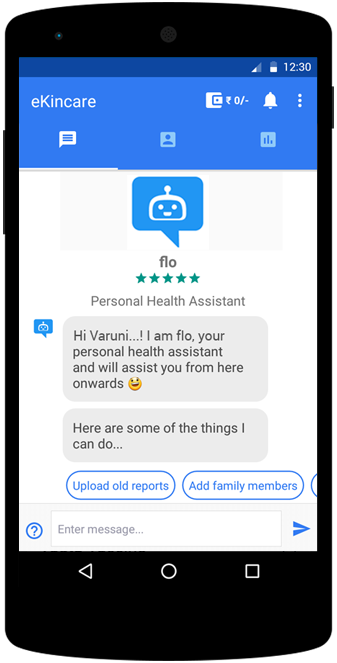 12:30
eKincare
₹ 0/-
flo
Personal Health Assistant
Hi Varuni...! I am flo, your
personal health assistant
and will assist you from here
onwards 😃
Here are some of the things I
can do...
Upload old reports
Add family members
?
Enter message...